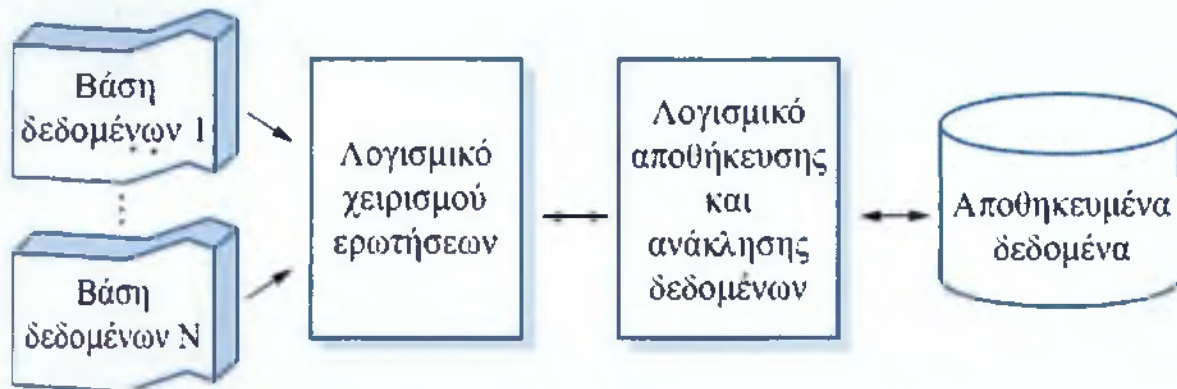 Βάση
δεδομένων 1
Βάση
δεδομένων Ν
Λογισμικό
χειρισμού
ερωτήσεων
Λογισμικό
αποθήκευσης
και
ανάκλησης
δεδομένων
Αποθηκευμένα
δεδομένα